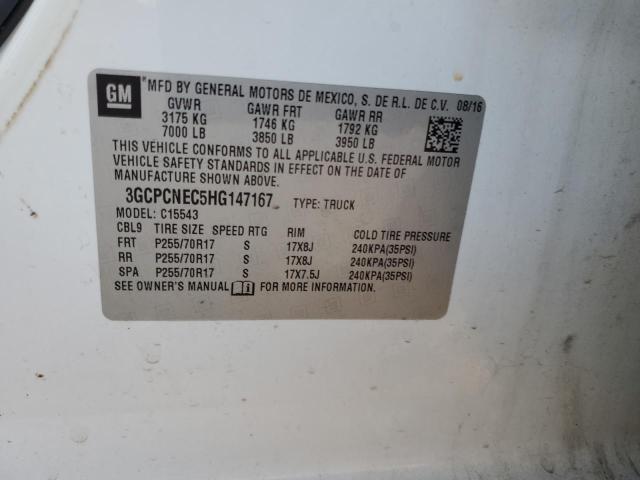 GM
*MFD BY GENERAL MOTORS DE MEXICO, S. DE R.L. DE C.V. 08/16
GVWR GAWR FRT GAWR RR
3175 KG 1746 KG 1792 KG
7000 LB 3850 LB 3950 LB
THIS VEHICLE CONFORMS TO ALL APPLICABLE U.S. FEDERAL MOTOR
VEHICLE SAFETY STANDARDS IN EFFECT ON THE DATE OF
MANUFACTURE SHOWN ABOVE.
3GCPCNEC5HG147167 TYPE: TRUCK
MODEL: C15543
CBL9 TIRE SIZE SPEED RTG RIM COLD TIRE PRESSURE
FRT P255/70R17 S 17X8J 240KPA(35PSI)
RR P255/70R17 S 17X8J 240KPA(35PSI)
SPA P255/70R17 S 17X7.5J 240KPA(35PSI)
SEE OWNER'S MANUAL FOR MORE INFORMATION.